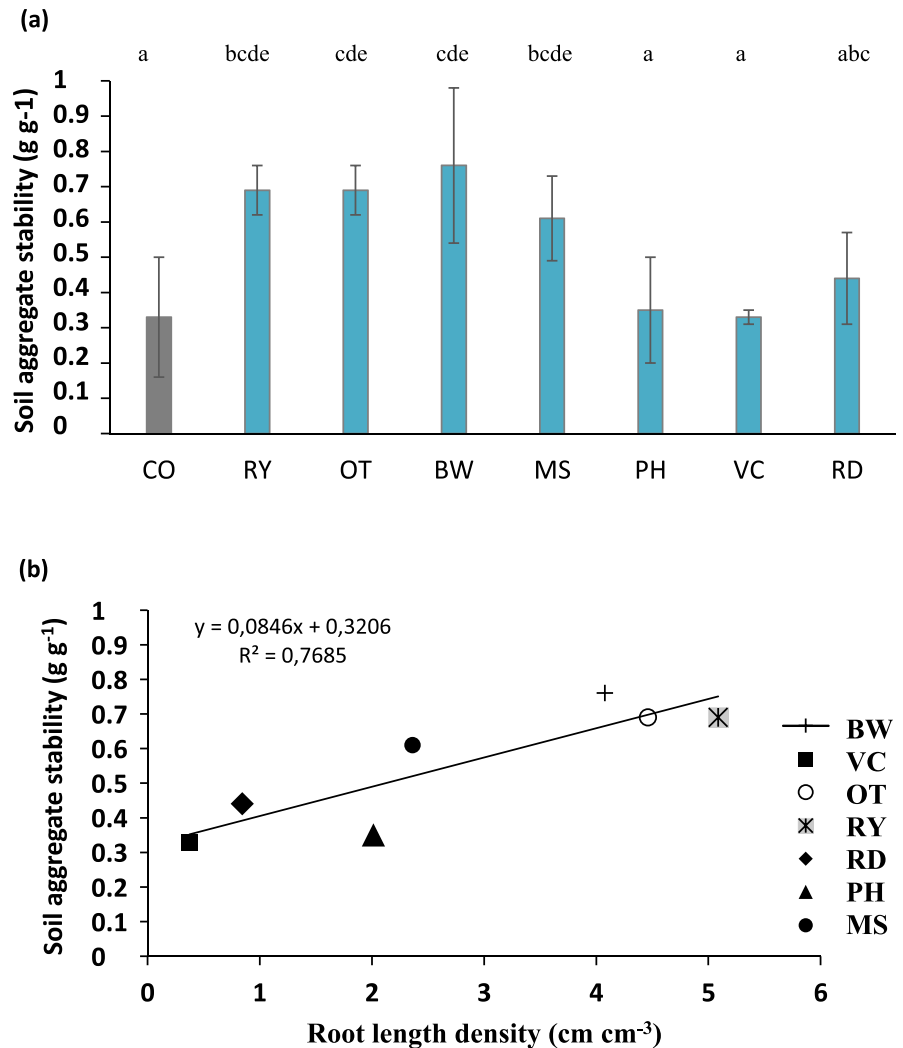 (a)
a bcde cde cde bcde a a abc
Soil aggregate stability (g g-1)
1
0.9
0.8
0.7
0.6
0.5
0.4
0.3
0.2
0.1
0
CO RY OT BW MS PH VC RD
(b)
Soil aggregate stability (g g⁻¹)
1
0.9
0.8
0.7
0.6
0.5
0.4
0.3
0.2
0.1
0
y = 0,0846x + 0,3206
R² = 0,7685
BW
VC
OT
RY
RD
PH
MS
0 1 2 3 4 5 6
Root length density (cm cm⁻³)